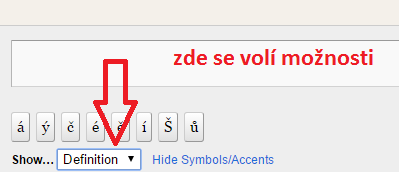 zde se volí možnosti
á ý č é ě í Š ů
Show... Definition ▼ Hide Symbols/Accents